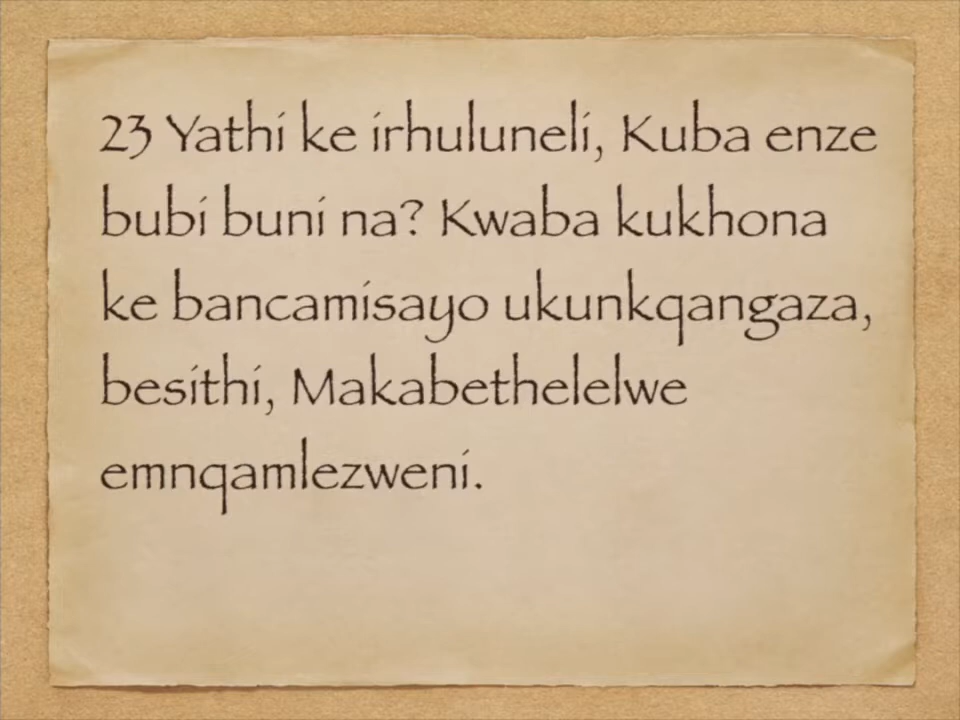 23 Yathi ke irhuluneli, Kuba enze
bubi buni na? Kwaba kukhona
ke bancamisayo ukunkqangaza,
besithi, Makabethelelwe
emnqamlezweni.